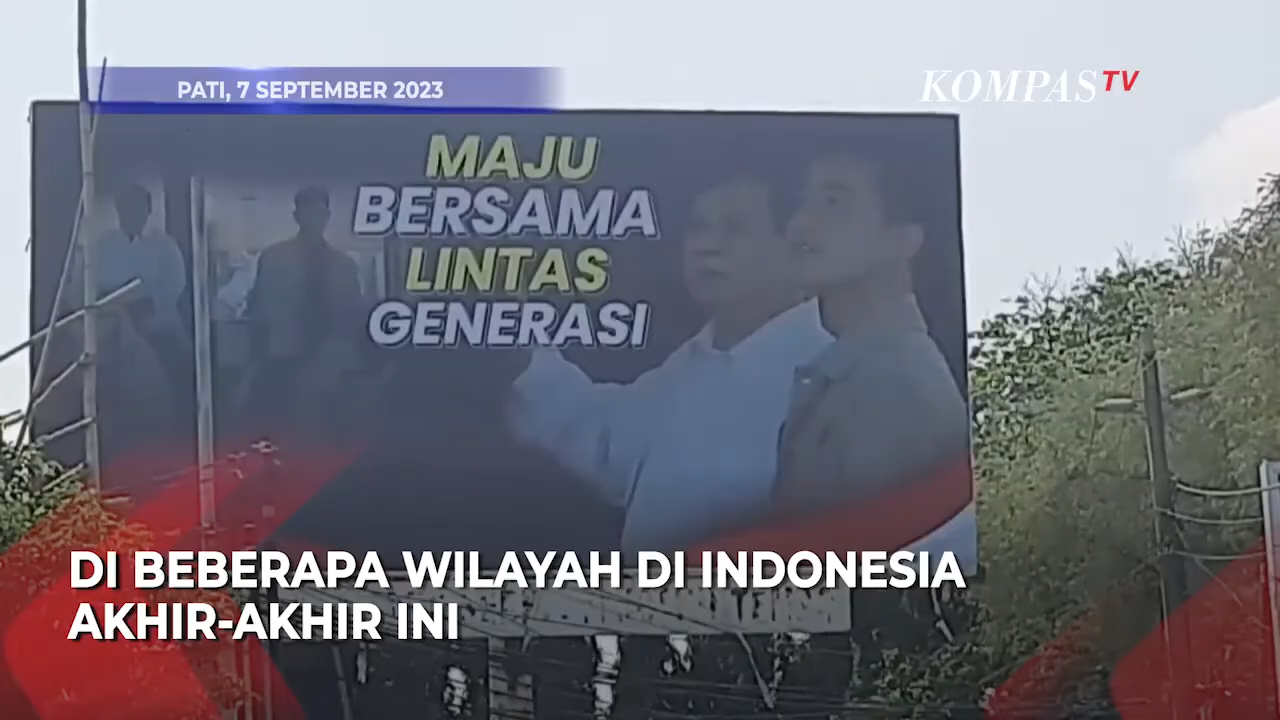 PATI, 7 SEPTEMBER 2023
KOMPAS TV
MAJU
BERSAMA
LINTAS
GENERASI
DI BEBERAPA WILAYAH DI INDONESIA
AKHIR-AKHIR INI